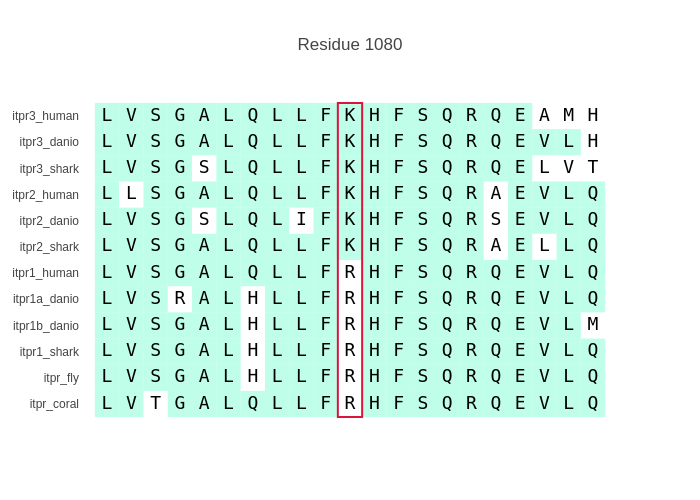 Residue 1080
itpr3_human L V S G A L Q L L F K H F S Q R Q E A M H
itpr3_danio L V S G A L Q L L F K H F S Q R Q E V L H
itpr3_shark L V S G S L Q L L F K H F S Q R Q E L V T
itpr2_human L L S G A L Q L L F K H F S Q R A E V L Q
itpr2_danio L V S G S L Q L I F K H F S Q R S E V L Q
itpr2_shark L V S G A L Q L L F K H F S Q R A E L L Q
itpr1_human L V S G A L Q L L F R H F S Q R Q E V L Q
itpr1a_danio L V S R A L H L L F R H F S Q R Q E V L Q
itpr1b_danio L V S G A L H L L F R H F S Q R Q E V L M
itpr1_shark L V S G A L H L L F R H F S Q R Q E V L Q
itpr_fly L V S G A L H L L F R H F S Q R Q E V L Q
itpr_coral L V T G A L Q L L F R H F S Q R Q E V L Q